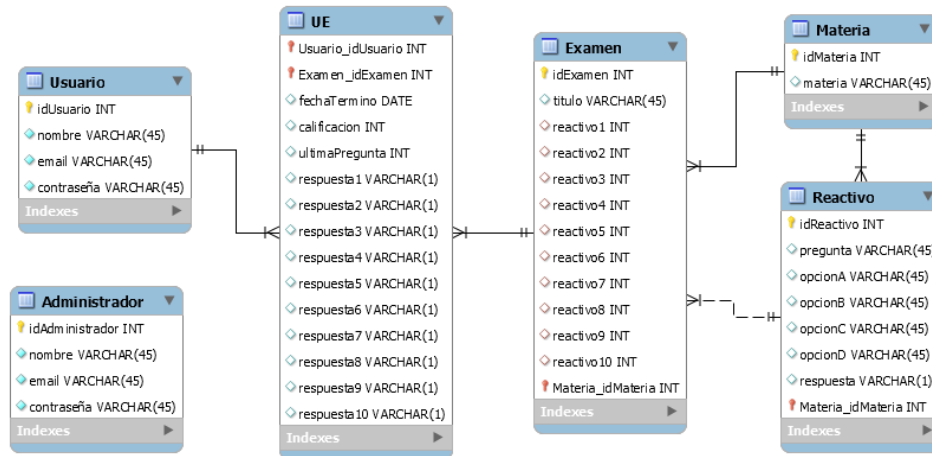 Usuario
idUsuario INT
nombre VARCHAR(45)
email VARCHAR(45)
contraseña VARCHAR(45)
Indexes
Administrador
idAdministrador INT
nombre VARCHAR(45)
email VARCHAR(45)
contraseña VARCHAR(45)
Indexes
UE
Usuario_idUsuario INT
Examen_idExamen INT
fechaTermino DATE
calificacion INT
ultimaPregunta INT
respuesta1 VARCHAR(1)
respuesta2 VARCHAR(1)
respuesta3 VARCHAR(1)
respuesta4 VARCHAR(1)
respuesta5 VARCHAR(1)
respuesta6 VARCHAR(1)
respuesta7 VARCHAR(1)
respuesta8 VARCHAR(1)
respuesta9 VARCHAR(1)
respuesta10 VARCHAR(1)
Indexes
Examen
idExamen INT
titulo VARCHAR(45)
reactivo1 INT
reactivo2 INT
reactivo3 INT
reactivo4 INT
reactivo5 INT
reactivo6 INT
reactivo7 INT
reactivo8 INT
reactivo9 INT
reactivo10 INT
Materia_idMateria INT
Indexes
Materia
idMateria INT
materia VARCHAR(45)
Indexes
Reactivo
idReactivo INT
pregunta VARCHAR(45
opcionA VARCHAR(45)
opcionB VARCHAR(45)
opcionC VARCHAR(45)
opcionD VARCHAR(45)
respuesta VARCHAR(1)
Materia_idMateria INT
Indexes